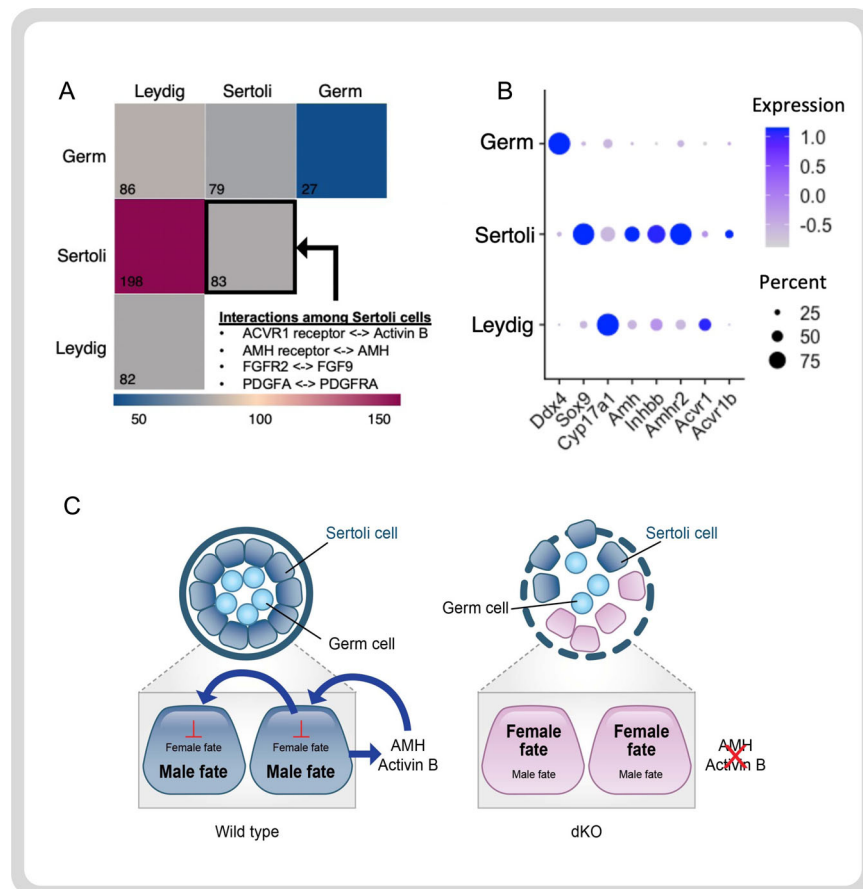 A
Leydig Sertoli Germ
Germ
86 79 27
Sertoli
198 83
Interactions among Sertoli cells
• ACVR1 receptor <-> Activin B
• AMH receptor <-> AMH
• FGFR2 <-> FGF9
• PDGFA <-> PDGFRA
Leydig
82
50 100 150
B
Germ
Sertoli
Leydig
Ddx4
Sox9
Cyp17a1
Amh
Inhbb
Amhr2
Acvr1
Acvr1b
Expression
1.0
0.5
0.0
-0.5
Percent
25
50
75
C
Sertoli cell
Germ cell
Female fate
Male fate
Female fate
Male fate
AMH
Activin B
Wild type
Sertoli cell
Germ cell
Female
fate
Male fate
Female
fate
Male fate
AMH
Activin B
dKO